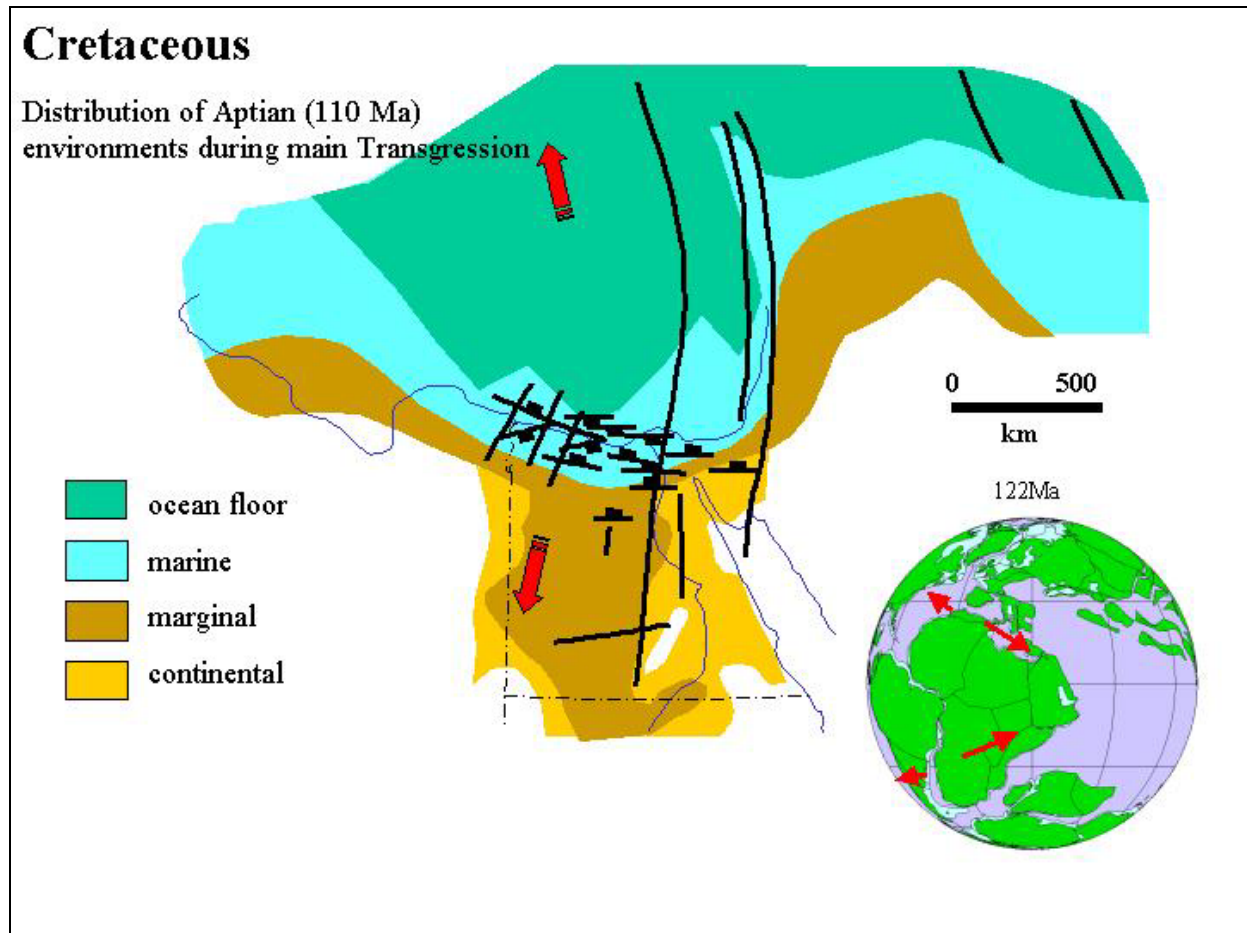 Cretaceous
Distribution of Aptian (110 Ma)
environments during main Transgression
0 500
km
ocean floor
marine
marginal
continental
122Ma